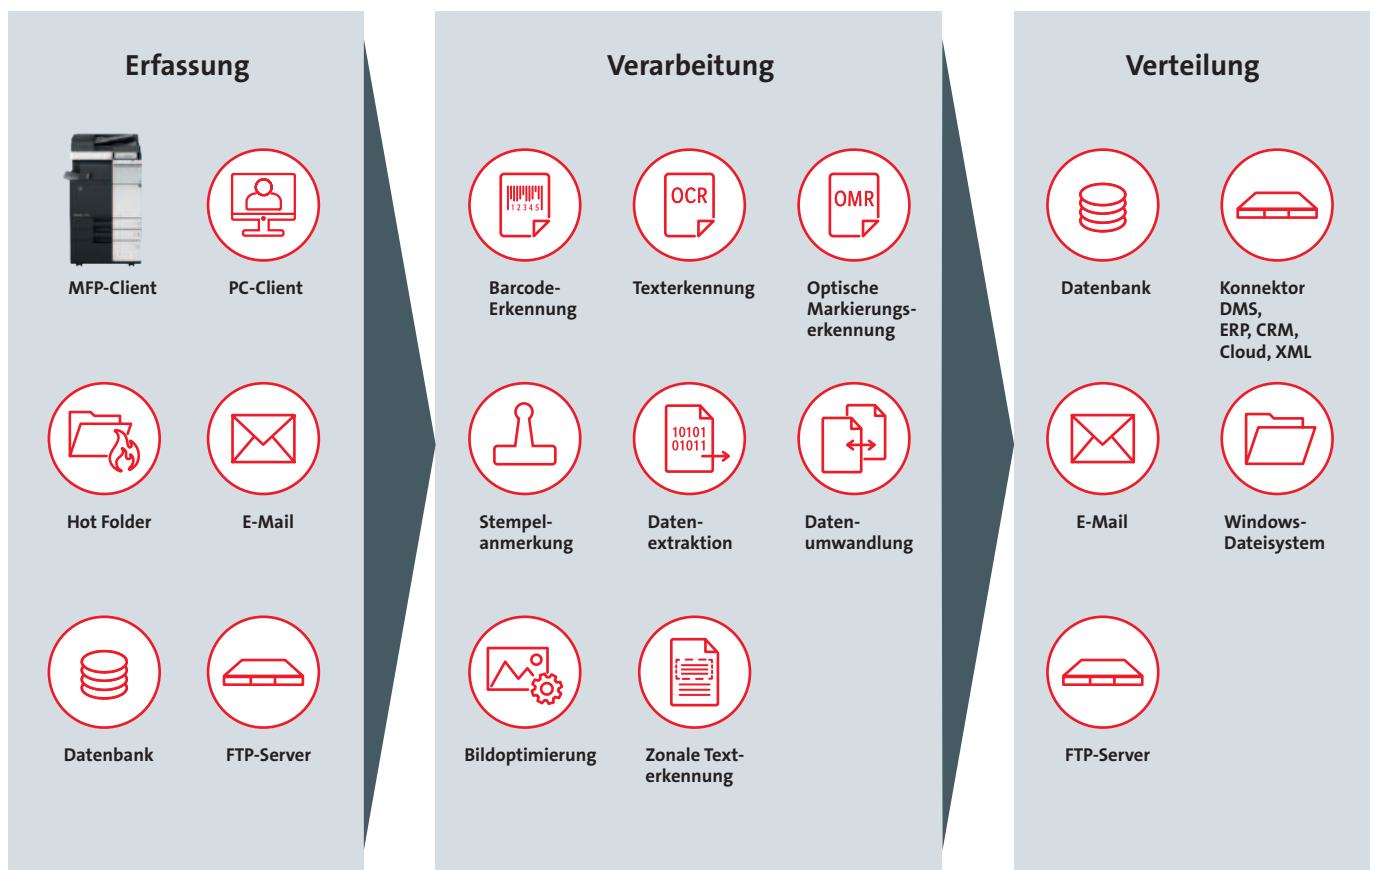 Erfassung
MFP-Client
PC-Client
Hot Folder
E-Mail
Datenbank
FTP-Server
Verarbeitung
12345
Barcode-
Erkennung
OCR
Texterkennung
OMR
Optische
Markierungs-
erkennung
Stempel-
anmerkung
10101
01011
Daten-
extraktion
Daten-
umwandlung
Bildoptimierung
Zonale Text-
erkennung
Verteilung
Datenbank
Konnektor
DMS,
ERP, CRM,
Cloud, XML
E-Mail
Windows-
Dateisystem
FTP-Server